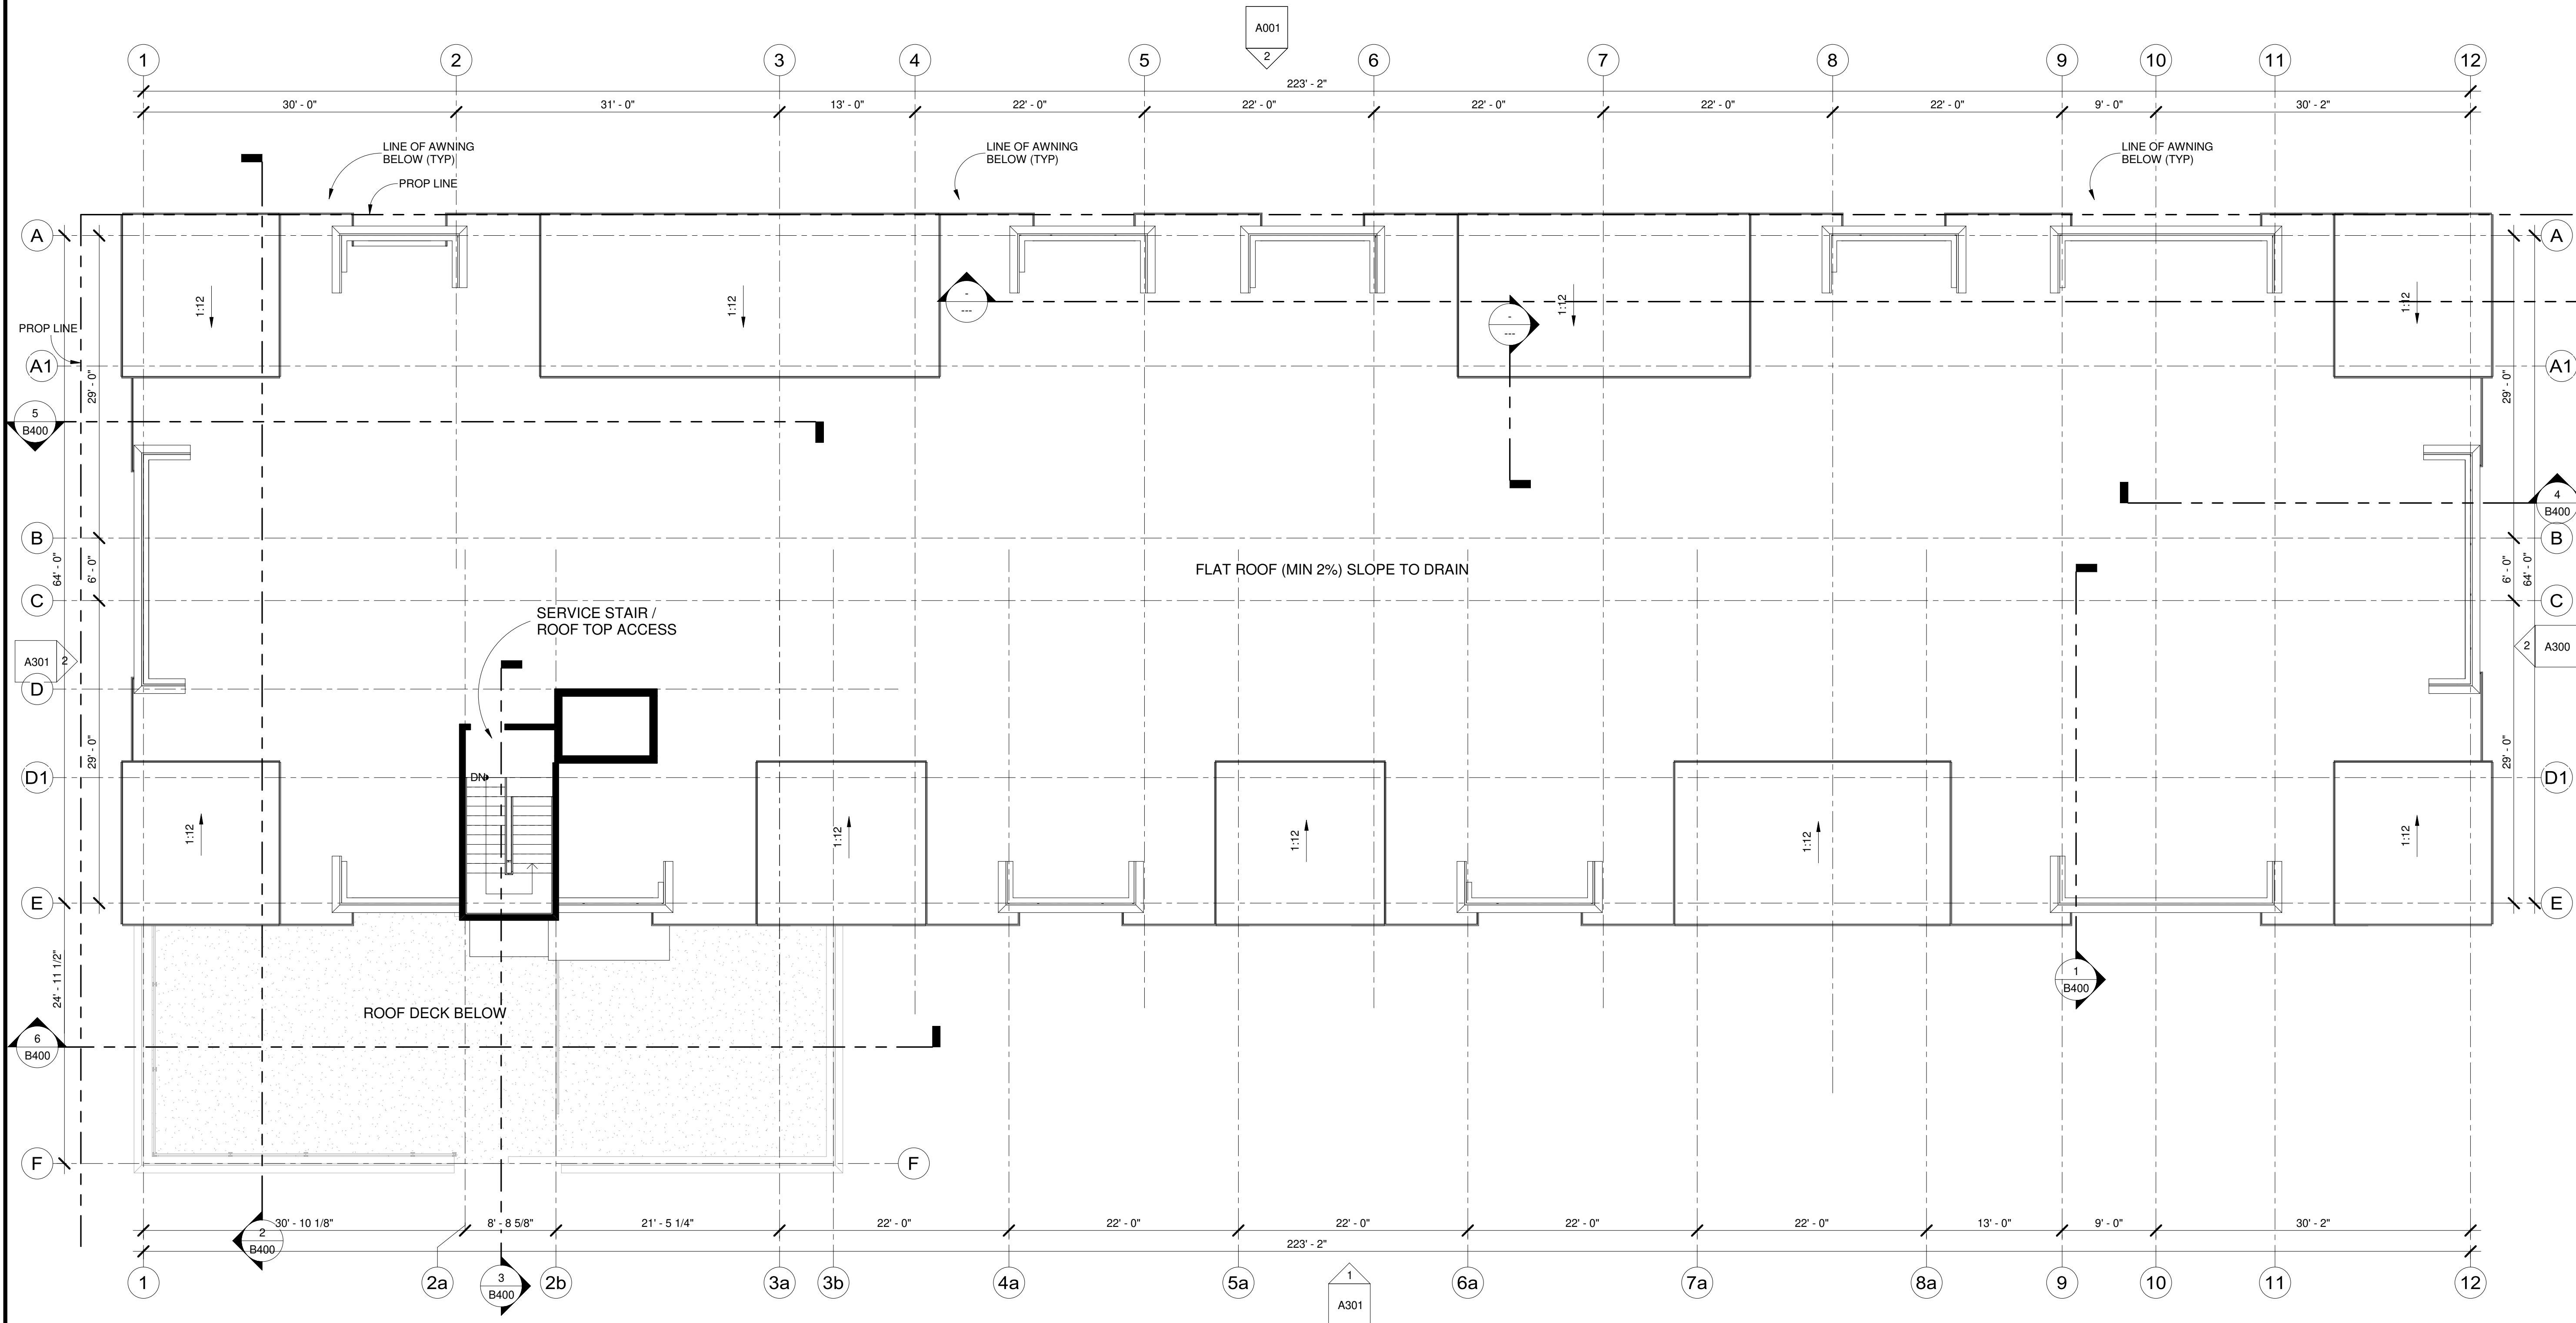 A001
2
1
2
3
4
5
6
7
8
9
10
11
12
223' - 2"
30' - 0"
31' - 0"
13' - 0"
22' - 0"
22' - 0"
22' - 0"
22' - 0"
22' - 0"
9' - 0"
30' - 2"
LINE OF AWNING
BELOW (TYP)
LINE OF AWNING
BELOW (TYP)
LINE OF AWNING
BELOW (TYP)
PROP LINE
A
A
1:12
1:12
-
---
-
---
1:12
1:12
PROP LINE
A1
A1
29' - 0"
29' - 0"
5
B400
4
B400
B
B
64' - 0"
6' - 0"
6' - 0"
64' - 0"
FLAT ROOF (MIN 2%) SLOPE TO DRAIN
C
C
SERVICE STAIR /
ROOF TOP ACCESS
A301
2
2
A300
D
29' - 0"
29' - 0"
D1
DN
D1
1:12
1:12
1:12
1:12
1:12
E
E
24' - 11 1/2"
1
B400
ROOF DECK BELOW
6
B400
F
F
30' - 10 1/8"
8' - 8 5/8"
21' - 5 1/4"
22' - 0"
22' - 0"
22' - 0"
22' - 0"
22' - 0"
13' - 0"
9' - 0"
30' - 2"
2
B400
223' - 2"
1
2a
3
B400
2b
3a
3b
4a
5a
1
A301
6a
7a
8a
9
10
11
12